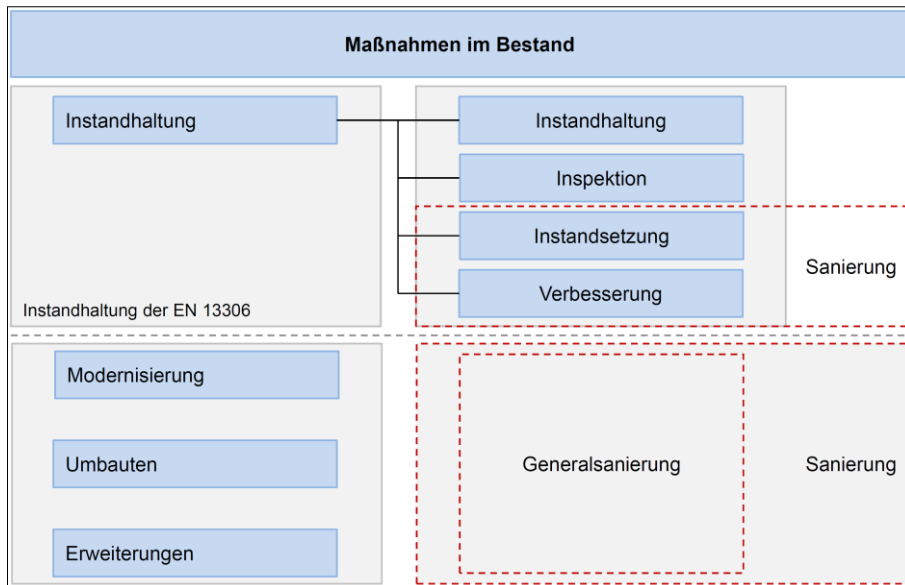 Maßnahmen im Bestand
Instandhaltung
Instandhaltung
Inspektion
Instandsetzung
Sanierung
Verbesserung
Instandhaltung der EN 13306
Modernisierung
Umbauten
Generalsanierung
Sanierung
Erweiterungen